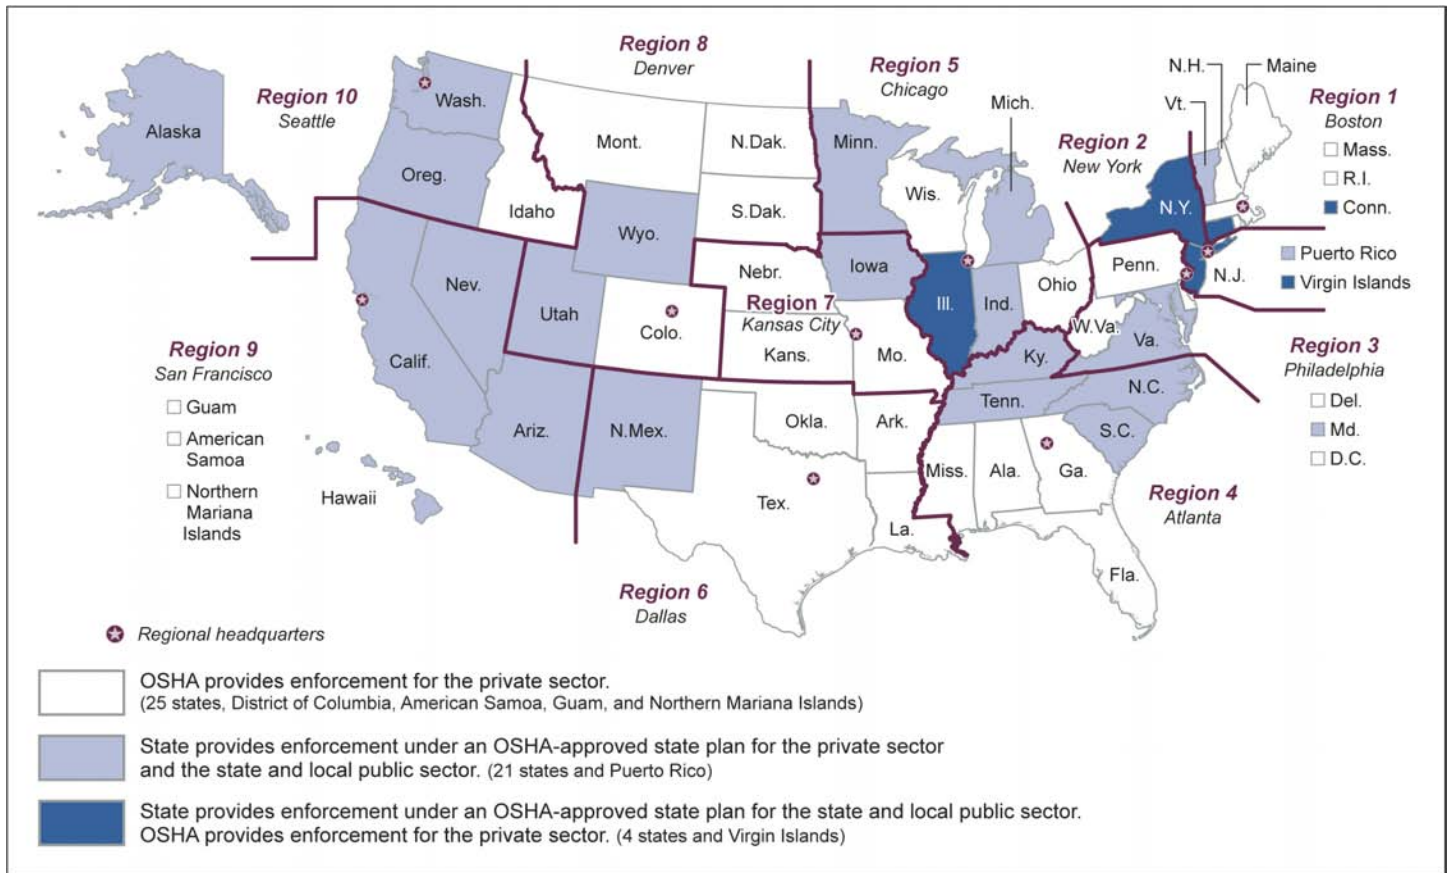 Region 8
Denver
Region 5
Chicago
N.H.
Maine
Region 10
Seattle
Wash.
Mich.
Vt.
Region 1
Boston
Mass.
R.I.
Conn.
Alaska
Mont.
N.Dak.
Minn.
Region 2
New York
Oreg.
Idaho
S.Dak.
Wis.
N.Y.
Wyo.
Puerto Rico
Virgin Islands
Nev.
Utah
Colo.
Nebr.
Iowa
Ill.
Ind.
Ohio
Penn.
N.J.
Region 7
Kansas City
Region 9
San Francisco
Guam
American
Samoa
Northern
Mariana
Islands
Calif.
Kans.
Mo.
Ky.
W.Va.
Va.
Region 3
Philadelphia
Del.
Md.
D.C.
Ariz.
N.Mex.
Okla.
Ark.
Tenn.
N.C.
S.C.
Hawaii
Tex.
La.
Miss.
Ala.
Ga.
Fla.
Region 4
Atlanta
Region 6
Dallas
Regional headquarters
OSHA provides enforcement for the private sector.
(25 states, District of Columbia, American Samoa, Guam, and Northern Mariana Islands)
State provides enforcement under an OSHA-approved state plan for the private sector
and the state and local public sector. (21 states and Puerto Rico)
State provides enforcement under an OSHA-approved state plan for the state and local public sector.
OSHA provides enforcement for the private sector. (4 states and Virgin Islands)